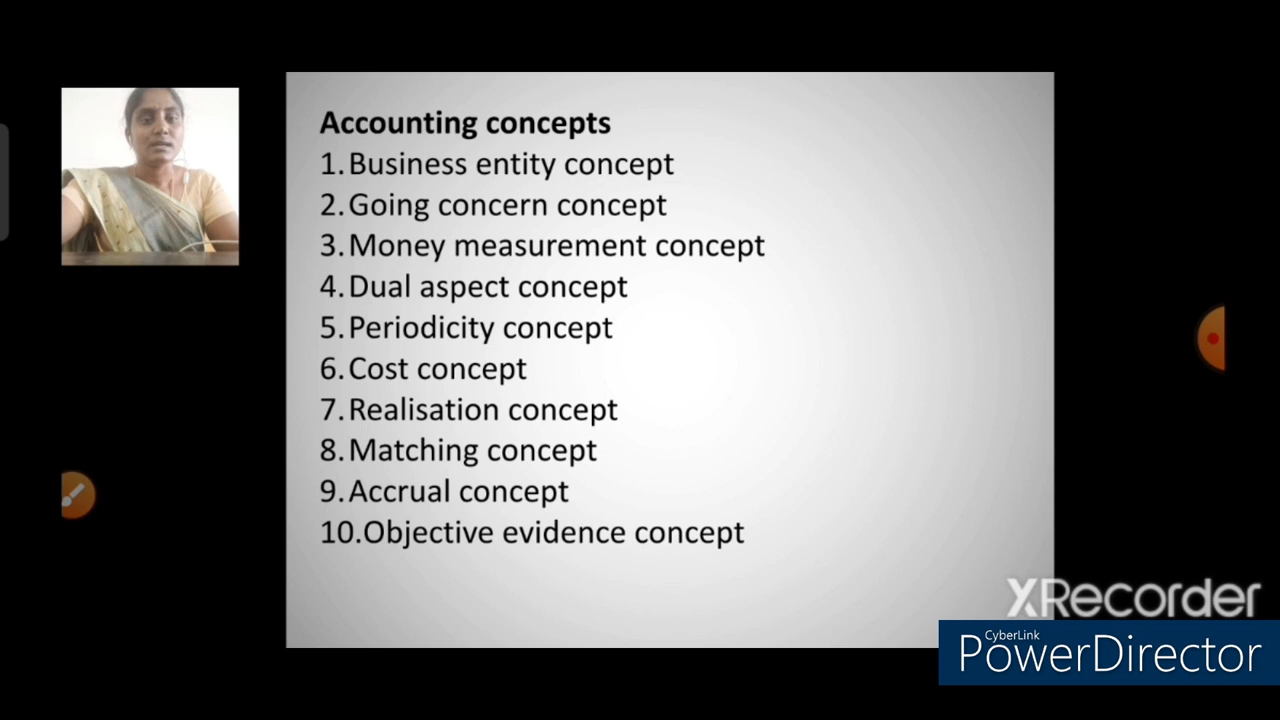 Accounting concepts
1. Business entity concept
2. Going concern concept
3. Money measurement concept
4. Dual aspect concept
5. Periodicity concept
6. Cost concept
7. Realisation concept
8. Matching concept
9. Accrual concept
10.Objective evidence concept
XRecorder
CyberLink
PowerDirector